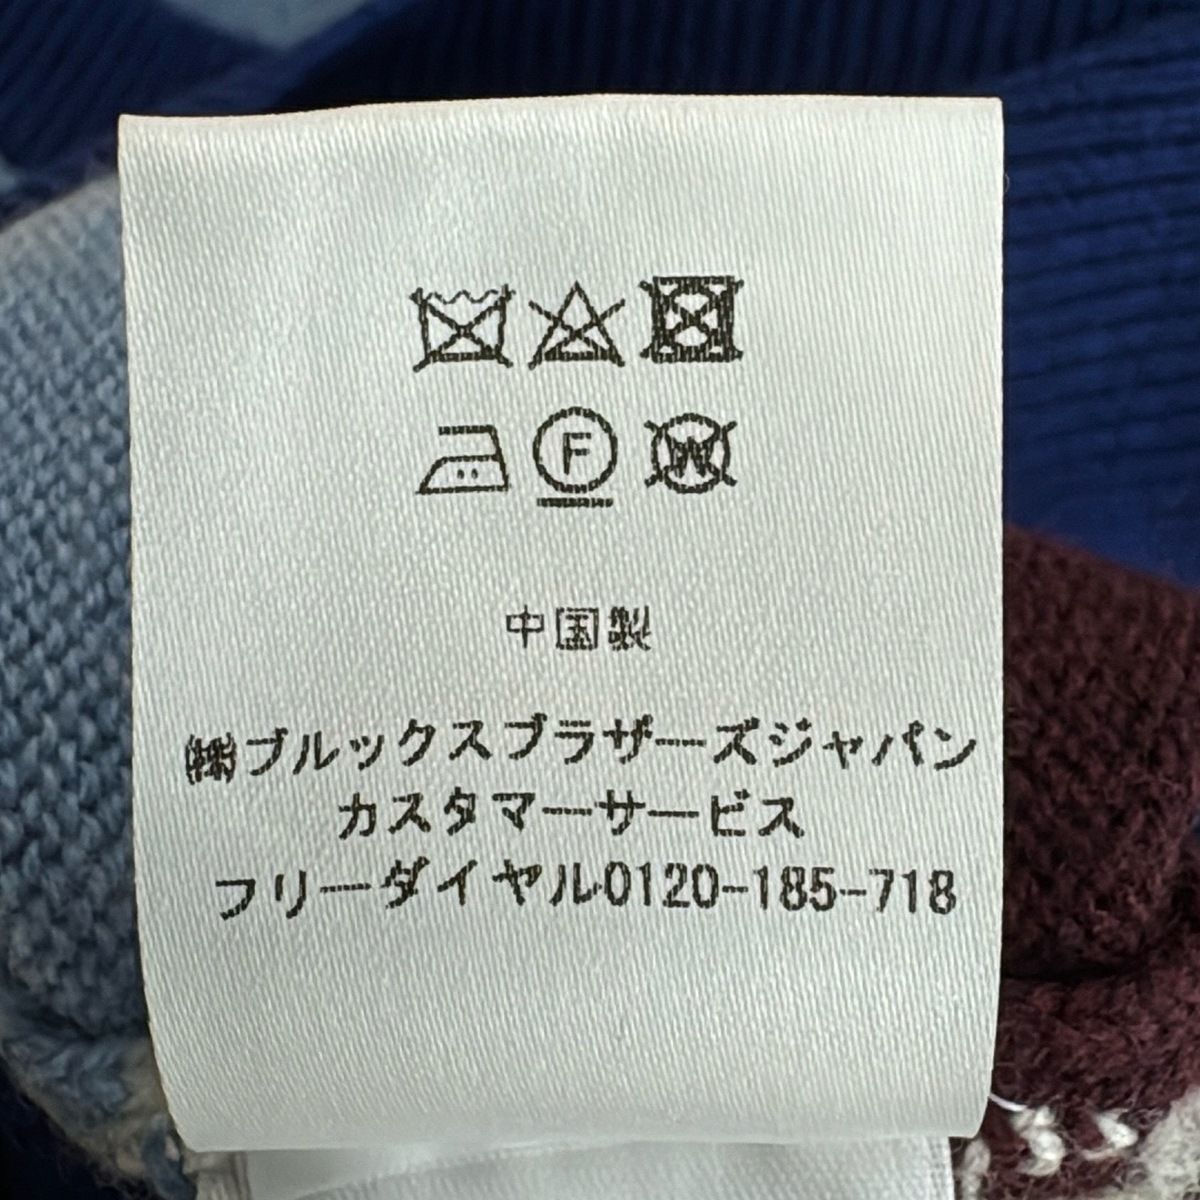 F W
中国製
㈱ブルックスブラザーズジャパン
カスタマーサービス
フリーダイヤル0120-185-718